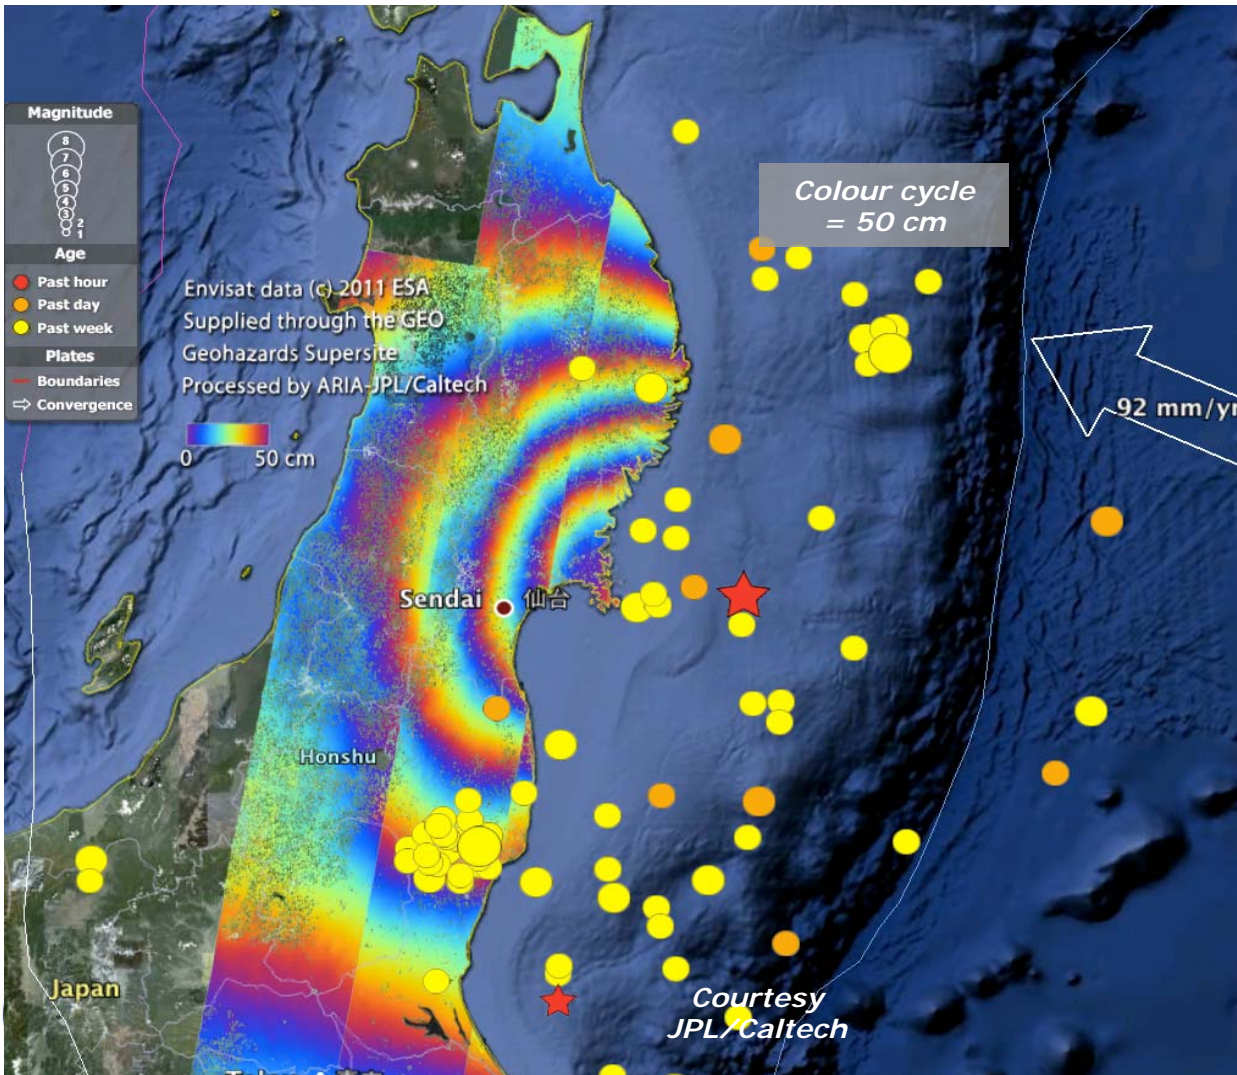 Magnitude
8
7
6
5
4
3
2
1
Age
Past hour
Past day
Past week
Plates
Boundaries
Convergence
Colour cycle
= 50 cm
Envisat data (c) 2011 ESA
Supplied through the GEO
Geohazards Supersite
Processed by ARIA-JPL/Caltech
0 50 cm
92 mm/yr
Sendai 仙台
Honshu
Japan
Courtesy
JPL/Caltech